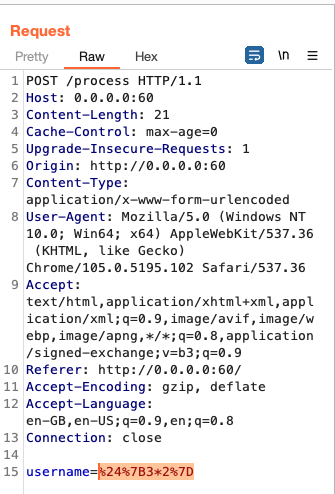 Request
Pretty Raw Hex \n
1 POST /process HTTP/1.1
2 Host: 0.0.0.0:60
3 Content-Length: 21
4 Cache-Control: max-age=0
5 Upgrade-Insecure-Requests: 1
6 Origin: http://0.0.0.0:60
7 Content-Type:
application/x-www-form-urlencoded
8 User-Agent: Mozilla/5.0 (Windows NT
10.0; Win64; x64) AppleWebKit/537.36
(KHTML, like Gecko)
Chrome/105.0.5195.102 Safari/537.36
9 Accept:
text/html,application/xhtml+xml,appl
ication/xml;q=0.9,image/avif,image/w
ebp,image/apng,*/*;q=0.8,application
/signed-exchange;v=b3;q=0.9
10 Referer: http://0.0.0.0:60/
11 Accept-Encoding: gzip, deflate
12 Accept-Language:
en-GB,en-US;q=0.9,en;q=0.8
13 Connection: close
14
15 username=%24%7B3*2%7D